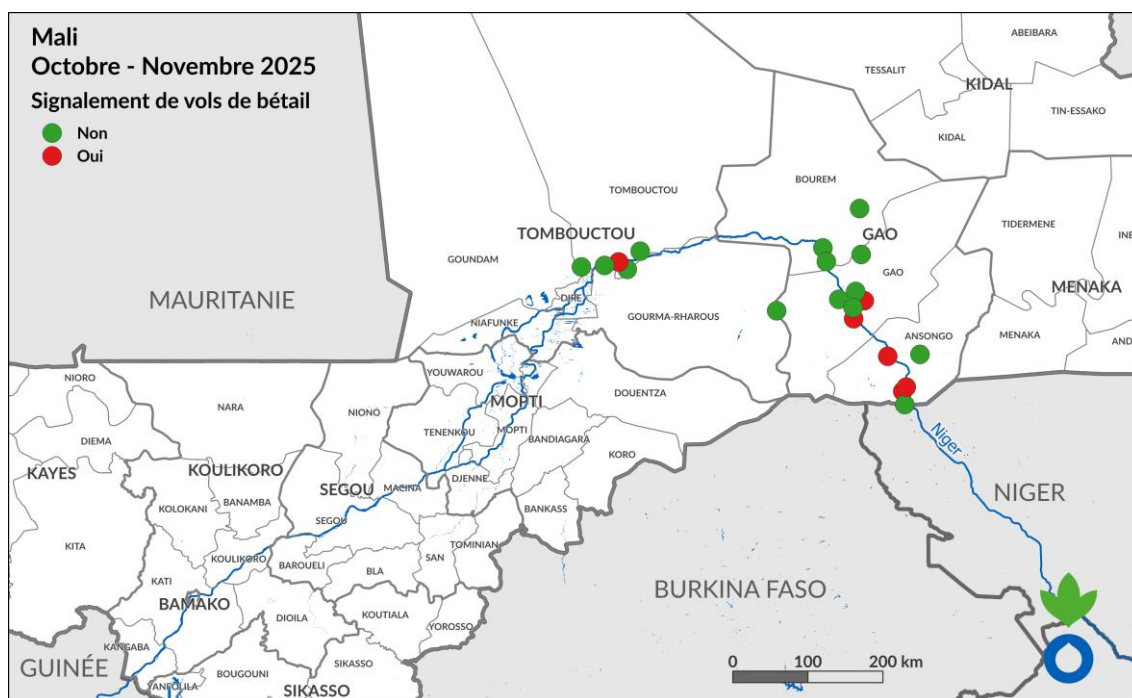 Mali
Octobre - Novembre 2025
Signalement de vols de bétail
Non
Oui
ABEIBARA
TESSALIT
KIDAL
TIN-ESSAKO
KIDAL
TOMBOUCTOU
BOUREM
TIDERMENE
TOMBOUCTOU
GAO
GOUNDAM
GAO
MENAKA
MAURITANIE
DIRE
NIAFUNKE
GOURMA-RHAROUS
ANSONGO
MENAKA
AND
NIORO
YOUWAROU
DOUENTZA
NARA
NIONO
MOPTI
DIEMA
TENENKOU
MOPTI
BANDIAGARA
Niger
KAYES
KOULIKORO
KORO
SEGOU
MACINA
DJENNE
NIGER
BANAMBA
KOLOKANI
BANKASS
SEGOU
KITA
TOMINIAN
KOULIKORO
SAN
KATI
BAROUELI
BLA
BURKINA FASO
BAMAKO
DIOILA
KOUTIALA
YOROSSO
KANGABA
GUINÉE
SIKASSO
BOUGOUNI
YANFOLILA
SIKASSO
0 100 200 km